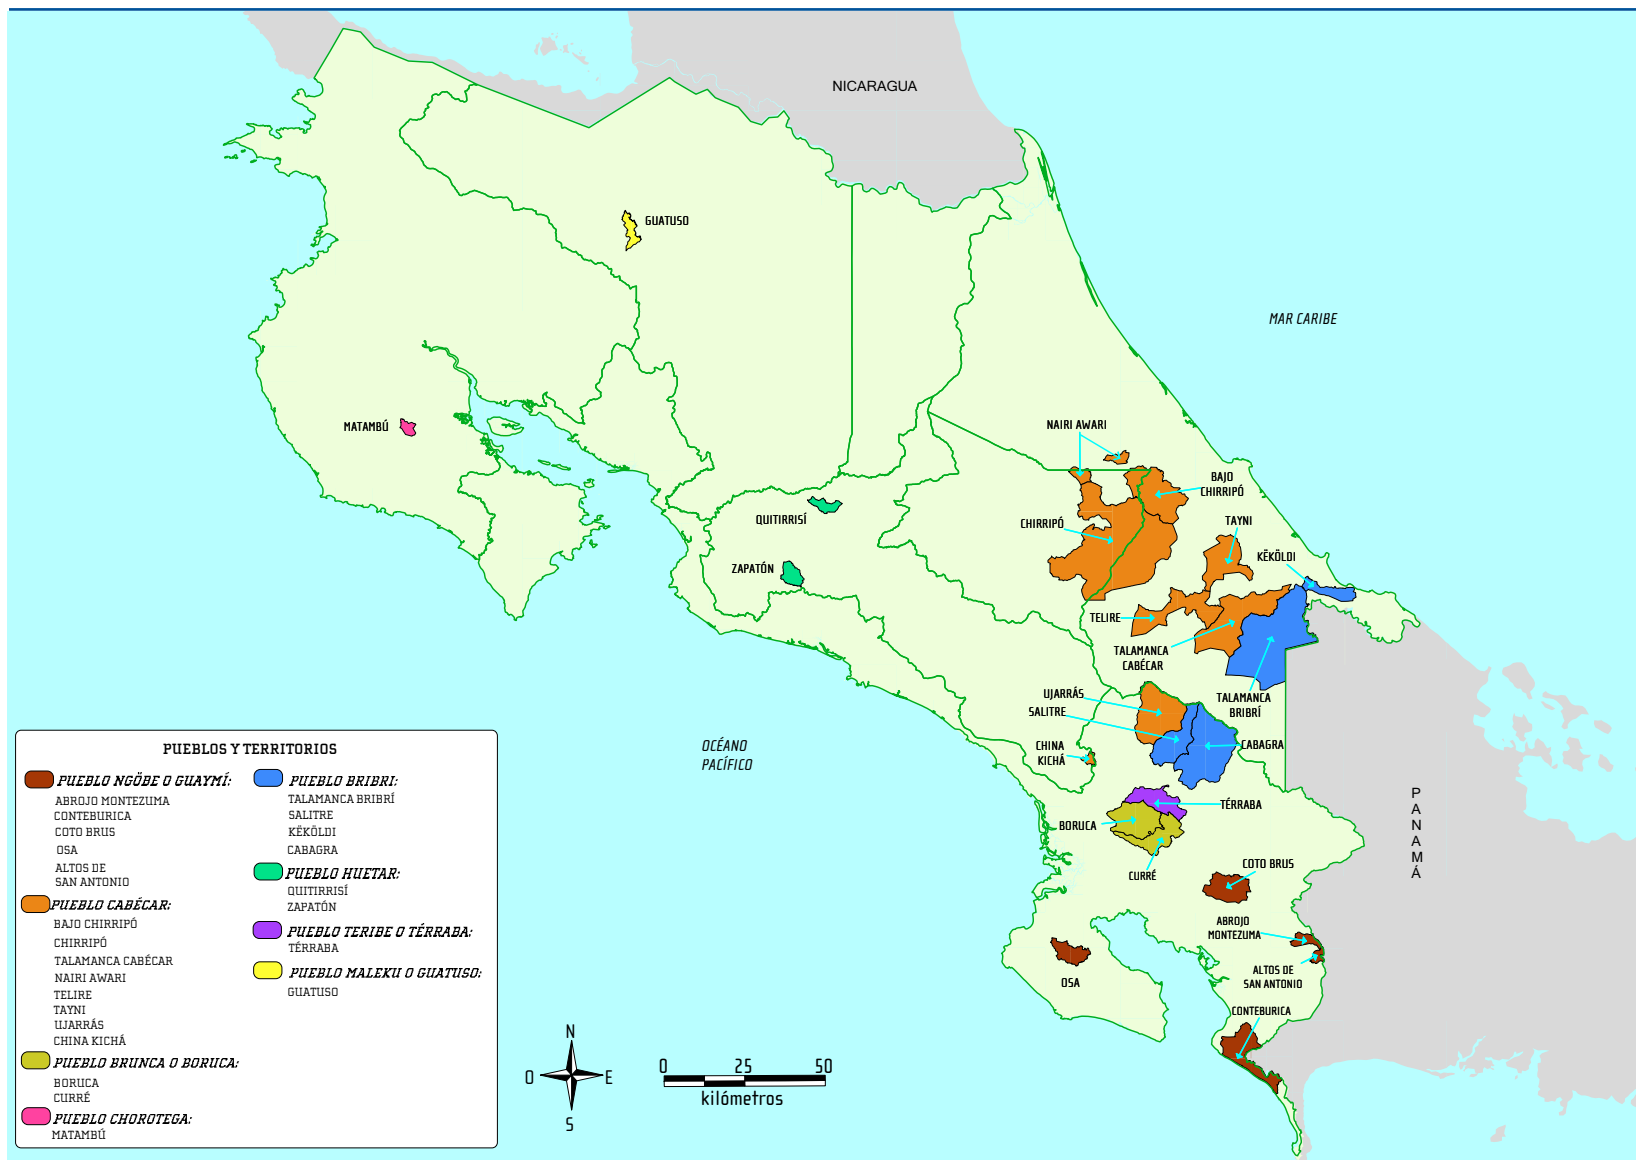 NICARAGUA
GUATUSO
MAR CARIBE
MATAMBÚ
NAIRI AWARI
BAJO
CHIRRIPÓ
QUITIRRISÍ
CHIRRIPÓ
TAYNI
KËKÖLDI
ZAPATÓN
TELIRE
TALAMANCA
CABÉCAR
UJARRÁS
SALITRE
TALAMANCA
BRIBRÍ
OCÉANO
PACÍFICO
CHINA
KICHÁ
CABAGRA
TÉRRABA
BORUCA
CURRÉ
PANAMÁ
COTO BRUS
ABROJO
MONTEZUMA
OSA
ALTOS DE
SAN ANTONIO
CONTEBURICA
PUEBLOS Y TERRITORIOS
PUEBLO NGÖBE O GUAYMÍ:
ABROJO MONTEZUMA
CONTEBURICA
COTO BRUS
OSA
ALTOS DE
SAN ANTONIO
PUEBLO CABÉCAR:
BAJO CHIRRIPÓ
CHIRRIPÓ
TALAMANCA CABÉCAR
NAIRI AWARI
TELIRE
TAYNI
UJARRÁS
CHINA KICHÁ
PUEBLO BRUNCA O BORUCA:
BORUCA
CURRÉ
PUEBLO CHOROTEGA:
MATAMBÚ
PUEBLO BRIBRI:
TALAMANCA BRIBRÍ
SALITRE
KËKÖLDI
CABAGRA
PUEBLO HUETAR:
QUITIRRISÍ
ZAPATÓN
PUEBLO TERIBE O TÉRRABA:
TÉRRABA
PUEBLO MALEKU O GUATUSO:
GUATUSO
N
O E
S
0 25 50
kilómetros